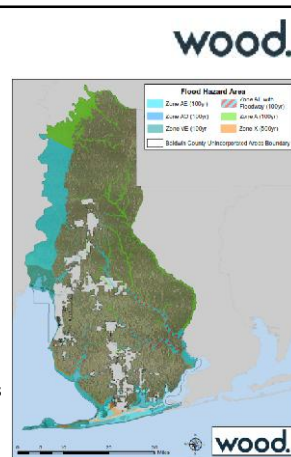 wood.
Flood Hazard Area
Zone AE (100yr)
Zone AO (100yr)
Zone VE (100yr)
Zone AE with
Floodway (100yr)
Zone A (100yr)
Zone X (500yr)
Baldwin County Unincorporated Areas Boundary
Miles
wood.
s